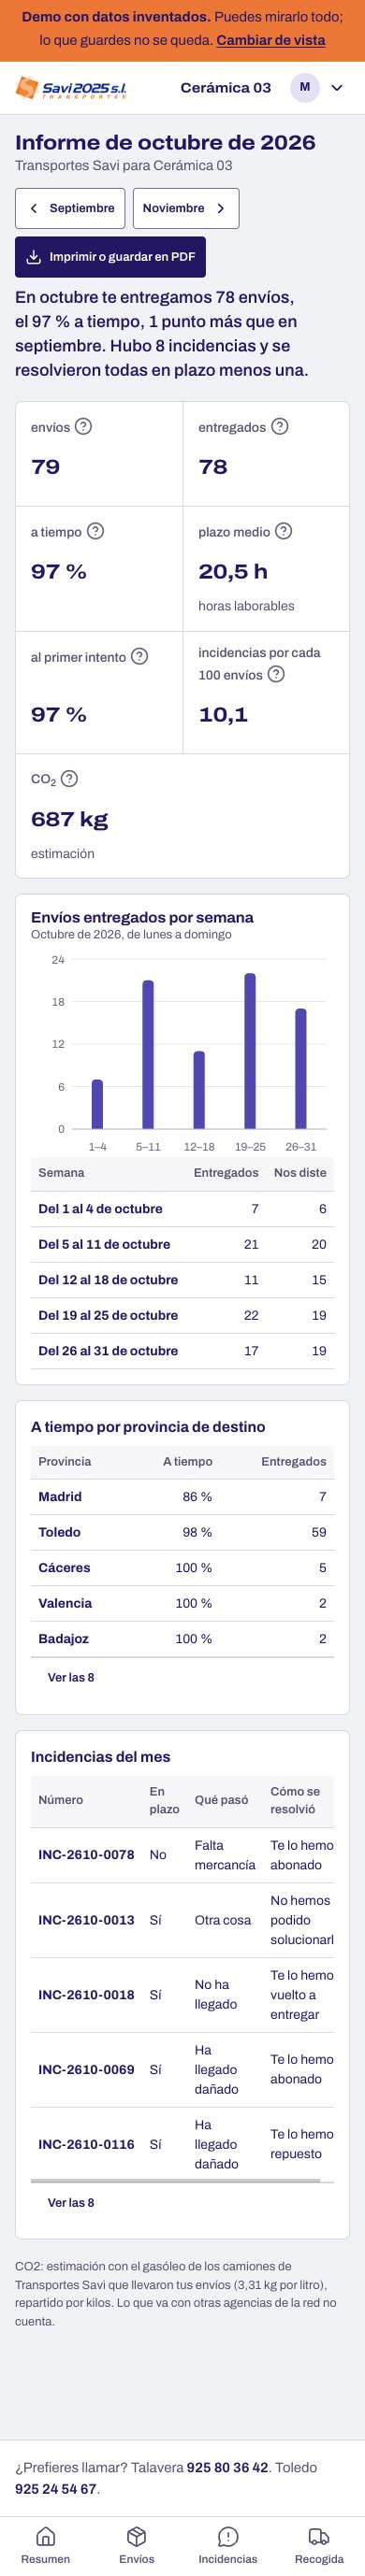 Demo con datos inventados. Puedes mirarlo todo;
lo que guardes no se queda. Cambiar de vista
Savi 2025 s.l.
TRANSPORTES
Cerámica 03
M
Informe de octubre de 2026
Transportes Savi para Cerámica 03
Septiembre
Noviembre
Imprimir o guardar en PDF
En octubre te entregamos 78 envíos,
el 97 % a tiempo, 1 punto más que en
septiembre. Hubo 8 incidencias y se
resolvieron todas en plazo menos una.
envíos ?
79
entregados ?
78
a tiempo ?
97 %
plazo medio ?
20,5 h
horas laborables
al primer intento ?
97 %
incidencias por cada
100 envíos ?
10,1
CO2 ?
687 kg
estimación
Envíos entregados por semana
Octubre de 2026, de lunes a domingo
24
18
12
6
0
1–4 5–11 12–18 19–25 26–31
Semana Entregados Nos diste
Del 1 al 4 de octubre 7 6
Del 5 al 11 de octubre 21 20
Del 12 al 18 de octubre 11 15
Del 19 al 25 de octubre 22 19
Del 26 al 31 de octubre 17 19
A tiempo por provincia de destino
Provincia A tiempo Entregados
Madrid 86 % 7
Toledo 98 % 59
Cáceres 100 % 5
Valencia 100 % 2
Badajoz 100 % 2
Ver las 8
Incidencias del mes
Número
En
plazo
Qué pasó
Cómo se
resolvió
INC-2610-0078
No
Falta
mercancía
Te lo hemo
abonado
INC-2610-0013
Sí
Otra cosa
No hemos
podido
solucionarl
INC-2610-0018
Sí
No ha
llegado
Te lo hemo
vuelto a
entregar
INC-2610-0069
Sí
Ha
llegado
dañado
Te lo hemo
abonado
INC-2610-0116
Sí
Ha
llegado
dañado
Te lo hemo
repuesto
Ver las 8
CO2: estimación con el gasóleo de los camiones de
Transportes Savi que llevaron tus envíos (3,31 kg por litro),
repartido por kilos. Lo que va con otras agencias de la red no
cuenta.
¿Prefieres llamar? Talavera 925 80 36 42. Toledo
925 24 54 67.
Resumen
Envíos
Incidencias
Recogida